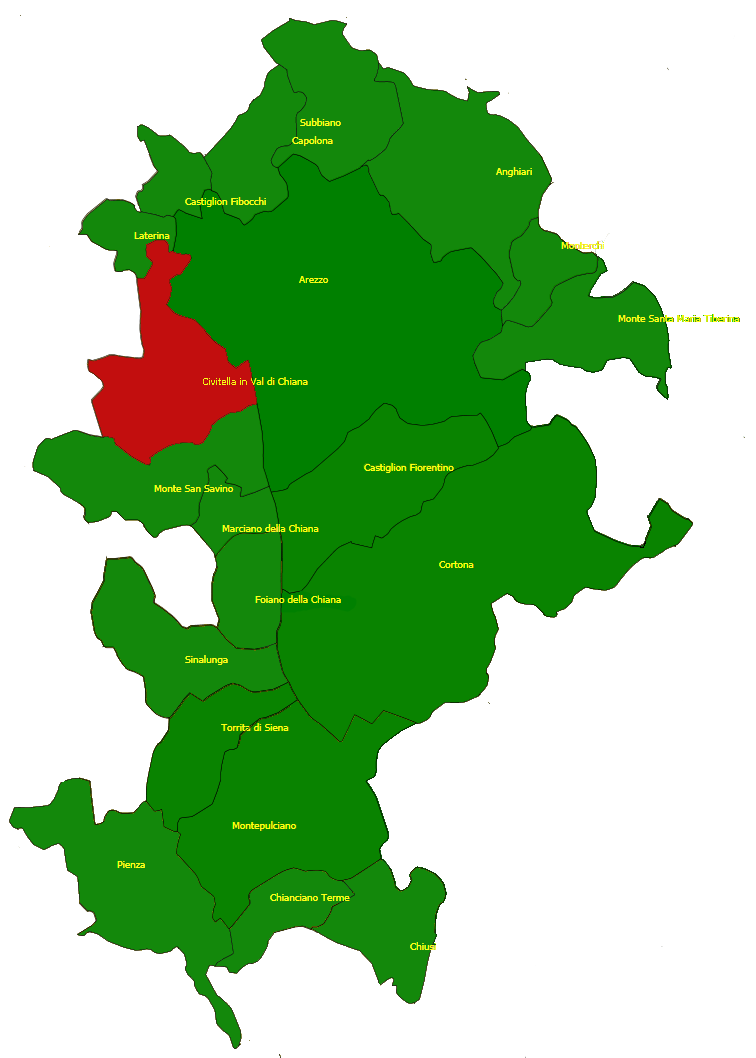 Subbiano
Capolona
Anghiari
Castiglion Fibocchi
Laterina
Monterchi
Arezzo
Monte Santa Maria Tiberina
Civitella in Val di Chiana
Castiglion Fiorentino
Monte San Savino
Marciano della Chiana
Cortona
Foiano della Chiana
Sinalunga
Torrita di Siena
Montepulciano
Pienza
Chianciano Terme
Chiusi